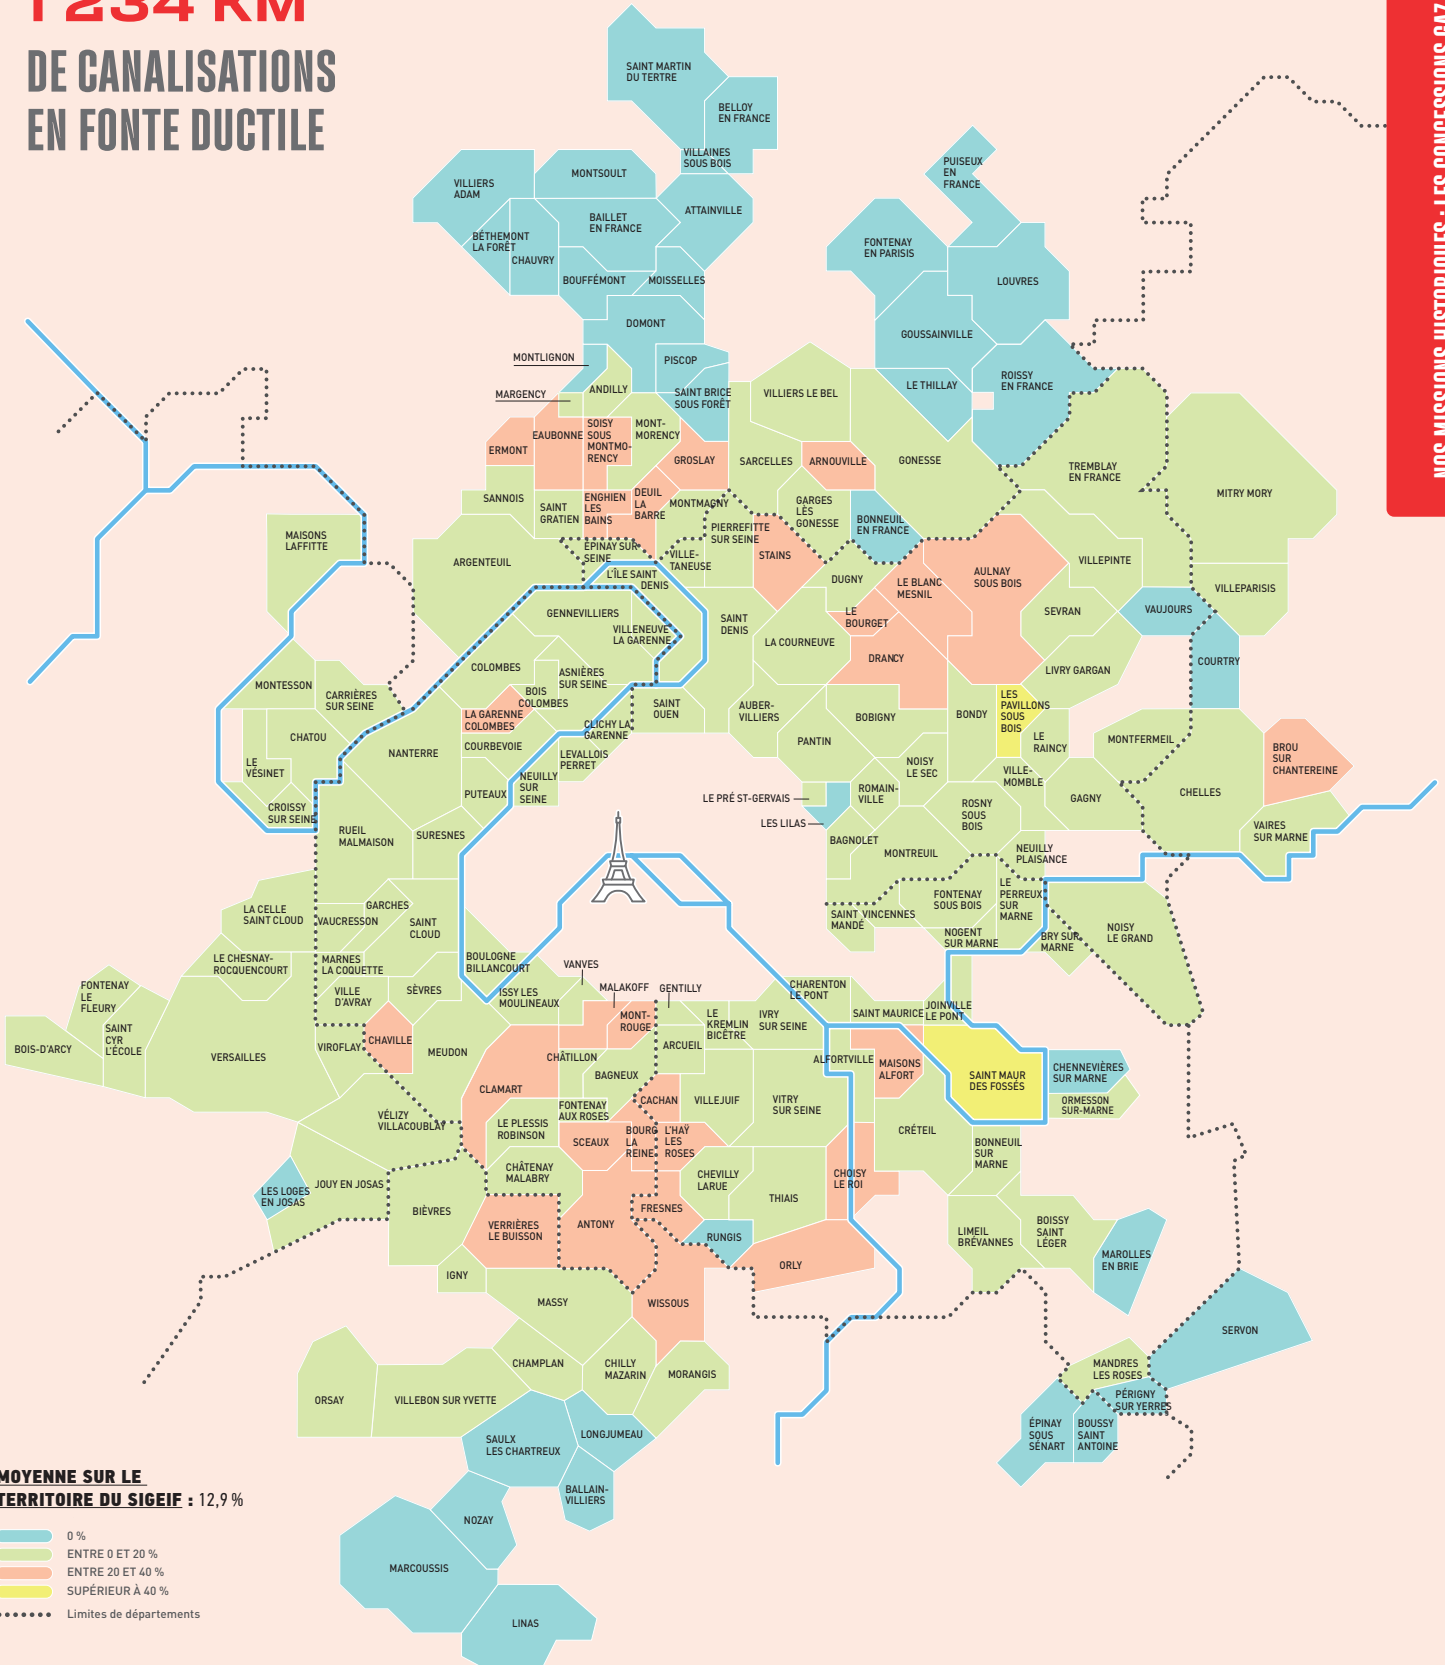 1 234 KM
DE CANALISATIONS
EN FONTE DUCTILE
NOS MISSIONS HISTORIQUES · LES CONCESSIONS GAZ
SAINT MARTIN
DU TERTRE
BELLOY
EN FRANCE
VILLAINES
SOUS BOIS
MONTSOULT
VILLIERS
ADAM
ATTAINVILLE
BAILLET
EN FRANCE
BÉTHEMONT
LA FORÊT
CHAUVRY
BOUFFÉMONT
MOISSELLES
DOMONT
PUISEUX
EN
FRANCE
FONTENAY
EN PARISIS
LOUVRES
GOUSSAINVILLE
MONTLIGNON
PISCOP
MARGENCY
ANDILLY
SAINT BRICE
SOUS FORÊT
VILLIERS LE BEL
LE THILLAY
ROISSY
EN FRANCE
ERMONT
EAUBONNE
SOISY
SOUS
MONTMO-
RENCY
MONT-
MORENCY
GROSLAY
SARCELLES
ARNOUVILLE
GONESSE
TREMBLAY
EN FRANCE
MITRY MORY
SANNOIS
SAINT
GRATIEN
ENGHIEN
LES
BAINS
DEUIL
LA
BARRE
MONTMAGNY
GARGES
LÈS
GONESSE
BONNEUIL
EN FRANCE
MAISONS
LAFFITTE
ARGENTEUIL
ÉPINAY SUR
SEINE
VILLE-
TANEUSE
PIERREFITTE
SUR SEINE
STAINS
L'ÎLE SAINT
DENIS
DUGNY
LE BLANC
MESNIL
AULNAY
SOUS BOIS
VILLEPINTE
VILLEPARISIS
GENNEVILLIERS
VILLENEUVE
LA GARENNE
SAINT
DENIS
LA COURNEUVE
LE
BOURGET
SEVRAN
VAUJOURS
DRANCY
COURTRY
COLOMBES
ASNIÈRES
SUR SEINE
BOIS
COLOMBES
LIVRY GARGAN
MONTESSON
CARRIÈRES
SUR SEINE
LA GARENNE
COLOMBES
CLICHY LA
GARENNE
SAINT
OUEN
AUBER-
VILLIERS
BOBIGNY
BONDY
LES
PAVILLONS
SOUS
BOIS
CHATOU
NANTERRE
COURBEVOIE
LEVALLOIS
PERRET
PANTIN
LE
RAINCY
MONTFERMEIL
BROU
SUR
CHANTEREINE
LE
VÉSINET
NEUILLY
SUR
SEINE
PUTEAUX
NOISY
LE SEC
VILLE-
MOMBLE
GAGNY
CHELLES
LE PRÉ ST-GERVAIS
ROMAIN-
VILLE
CROISSY
SUR SEINE
LES LILAS
ROSNY
SOUS
BOIS
RUEIL
MALMAISON
SURESNES
BAGNOLET
MONTREUIL
NEUILLY
PLAISANCE
VAIRES
SUR MARNE
LA CELLE
SAINT CLOUD
VAUCRESSON
GARCHES
SAINT
CLOUD
SAINT
MANDÉ
VINCENNES
FONTENAY
SOUS BOIS
LE
PERREUX
SUR
MARNE
NOGENT
SUR MARNE
BRY SUR
MARNE
NOISY
LE GRAND
LE CHESNAY-
ROCQUENCOURT
MARNES
LA COQUETTE
BOULOGNE
BILLANCOURT
VANVES
FONTENAY
LE
FLEURY
VILLE
D'AVRAY
SÈVRES
ISSY LES
MOULINEAUX
MALAKOFF
GENTILLY
CHARENTON
LE PONT
SAINT MAURICE
JOINVILLE
LE PONT
BOIS-D'ARCY
SAINT
CYR
L'ÉCOLE
VERSAILLES
VIROFLAY
CHAVILLE
MEUDON
MONT-
ROUGE
ARCUEIL
LE
KREMLIN
BICÊTRE
IVRY
SUR SEINE
CHÂTILLON
BAGNEUX
ALFORTVILLE
MAISONS
ALFORT
SAINT MAUR
DES FOSSÉS
CHENNEVIÈRES
SUR MARNE
CLAMART
FONTENAY
AUX ROSES
CACHAN
VILLEJUIF
VITRY
SUR SEINE
ORMESSON
SUR-MARNE
VÉLIZY
VILLACOUBLAY
LE PLESSIS
ROBINSON
SCEAUX
BOURG
LA
REINE
L'HAŸ
LES
ROSES
CRÉTEIL
BONNEUIL
SUR
MARNE
LES LOGES
EN JOSAS
JOUY EN JOSAS
CHÂTENAY
MALABRY
CHEVILLY
LARUE
THIAIS
CHOISY
LE ROI
BIÈVRES
VERRIÈRES
LE BUISSON
ANTONY
FRESNES
RUNGIS
ORLY
LIMEIL
BRÉVANNES
BOISSY
SAINT
LÉGER
MAROLLES
EN BRIE
IGNY
MASSY
WISSOUS
SERVON
CHAMPLAN
CHILLY
MAZARIN
MORANGIS
MANDRES
LES ROSES
ORSAY
VILLEBON SUR YVETTE
PÉRIGNY
SUR YERRES
SAULX
LES CHARTREUX
LONGJUMEAU
ÉPINAY
SOUS
SÉNART
BOUSSY
SAINT
ANTOINE
BALLAIN-
VILLIERS
NOZAY
MARCOUSSIS
LINAS
MOYENNE SUR LE
TERRITOIRE DU SIGEIF : 12,9 %
0 %
ENTRE 0 ET 20 %
ENTRE 20 ET 40 %
SUPÉRIEUR À 40 %
Limites de départements